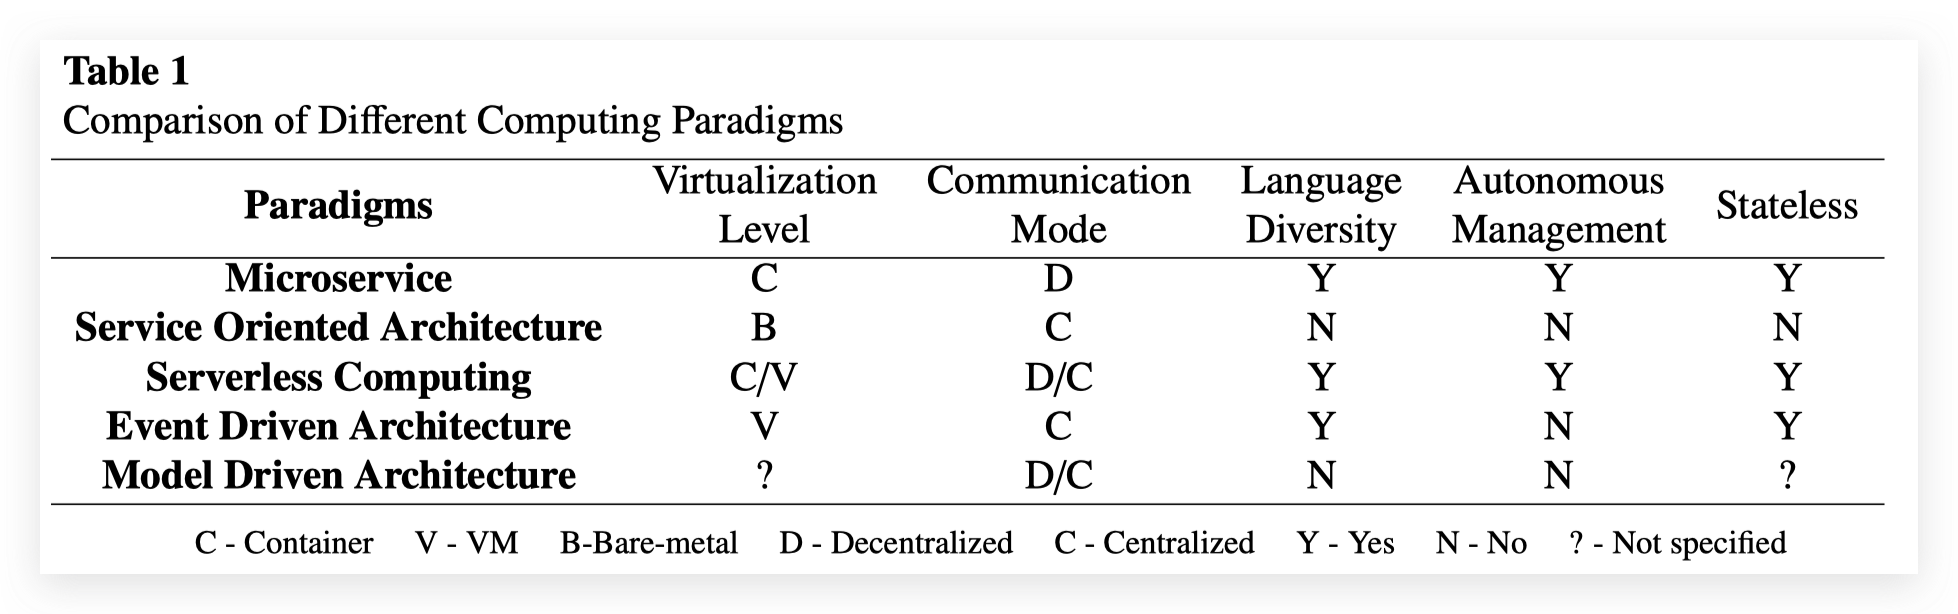 Table 1
Comparison of Different Computing Paradigms
Paradigms Virtualization Level Communication Mode Language Diversity Autonomous Management Stateless
Microservice C D Y Y Y
Service Oriented Architecture B C N N N
Serverless Computing C/V D/C Y Y Y
Event Driven Architecture V C Y N Y
Model Driven Architecture ? D/C N N ?
C - Container V - VM B-Bare-metal D - Decentralized C - Centralized Y - Yes N - No ? - Not specified